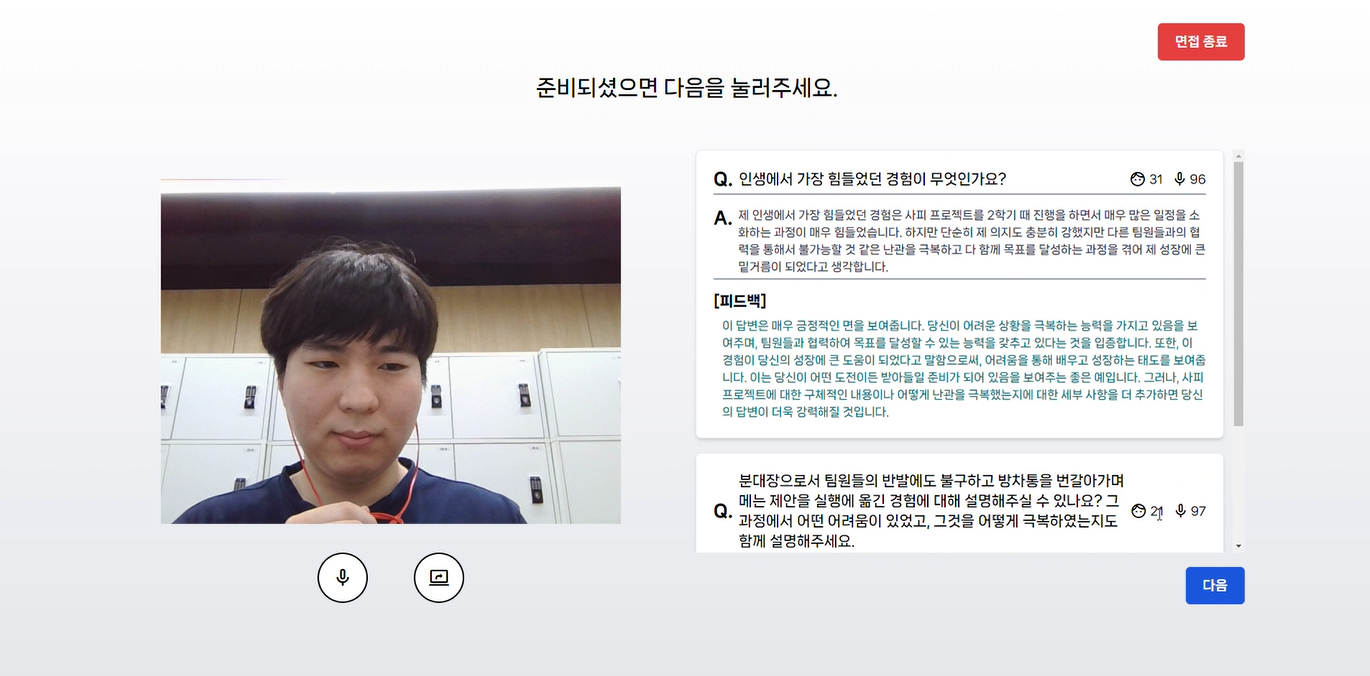 면접 종료
준비되셨으면 다음을 눌러주세요.
Q. 인생에서 가장 힘들었던 경험이 무엇인가요? 31 96
A. 제 인생에서 가장 힘들었던 경험은 사피 프로젝트를 2학기 때 진행을 하면서 매우 많은 일정을 소
화하는 과정이 매우 힘들었습니다. 하지만 단순히 제 의지도 충분히 강했지만 다른 팀원들과의 협
력을 통해서 불가능할 것 같은 난관을 극복하고 다 함께 목표를 달성하는 과정을 겪어 제 성장에 큰
밑거름이 되었다고 생각합니다.
[피드백]
이 답변은 매우 긍정적인 면을 보여줍니다. 당신이 어려운 상황을 극복하는 능력을 가지고 있음을 보
여주며, 팀원들과 협력하여 목표를 달성할 수 있는 능력을 갖추고 있다는 것을 입증합니다. 또한, 이
경험이 당신의 성장에 큰 도움이 되었다고 말함으로써, 어려움을 통해 배우고 성장하는 태도를 보여줍
니다. 이는 당신이 어떤 도전이든 받아들일 준비가 되어 있음을 보여주는 좋은 예입니다. 그러나, 사피
프로젝트에 대한 구체적인 내용이나 어떻게 난관을 극복했는지에 대한 세부 사항을 더 추가하면 당신
의 답변이 더욱 강력해질 것입니다.
분대장으로서 팀원들의 반발에도 불구하고 방차통을 번갈아가며
메는 제안을 실행에 옮긴 경험에 대해 설명해주실 수 있나요? 그
Q. 과정에서 어떤 어려움이 있었고, 그것을 어떻게 극복하였는지도 21 97
함께 설명해주세요.
다음